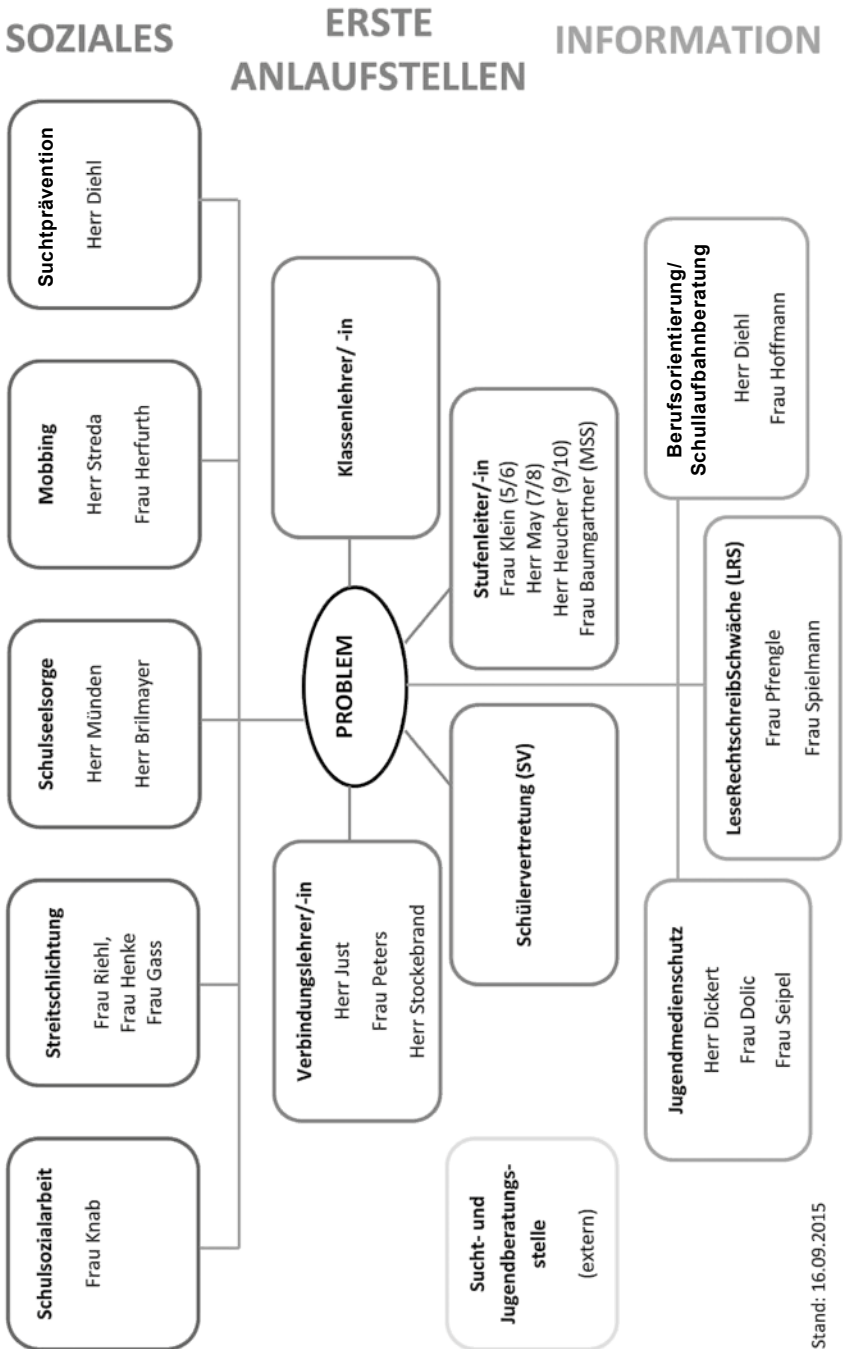 SOZIALES
ERSTE
ANLAUFSTELLEN
INFORMATION
Schulsozialarbeit
Frau Knab
Streitschlichtung
Frau Riehl,
Frau Henke
Frau Gass
Schulseelsorge
Herr Münden
Herr Brilmayer
Mobbing
Herr Streda
Frau Herfurth
Suchtprävention
Herr Diehl
Verbindungslehrer/-in
Herr Just
Frau Peters
Herr Stockebrand
PROBLEM
Klassenlehrer/ -in
Sucht- und
Jugendberatungs-
stelle
(extern)
Schülervertretung (SV)
Stufenleiter/-in
Frau Klein (5/6)
Herr May (7/8)
Herr Heucher (9/10)
Frau Baumgartner (MSS)
Jugendmedienschutz
Herr Dickert
Frau Dolic
Frau Seipel
LeseRechtschreibSchwäche (LRS)
Frau Pfrengle
Frau Spielmann
Berufsorientierung/
Schullaufbahnberatung
Herr Diehl
Frau Hoffmann
Stand: 16.09.2015